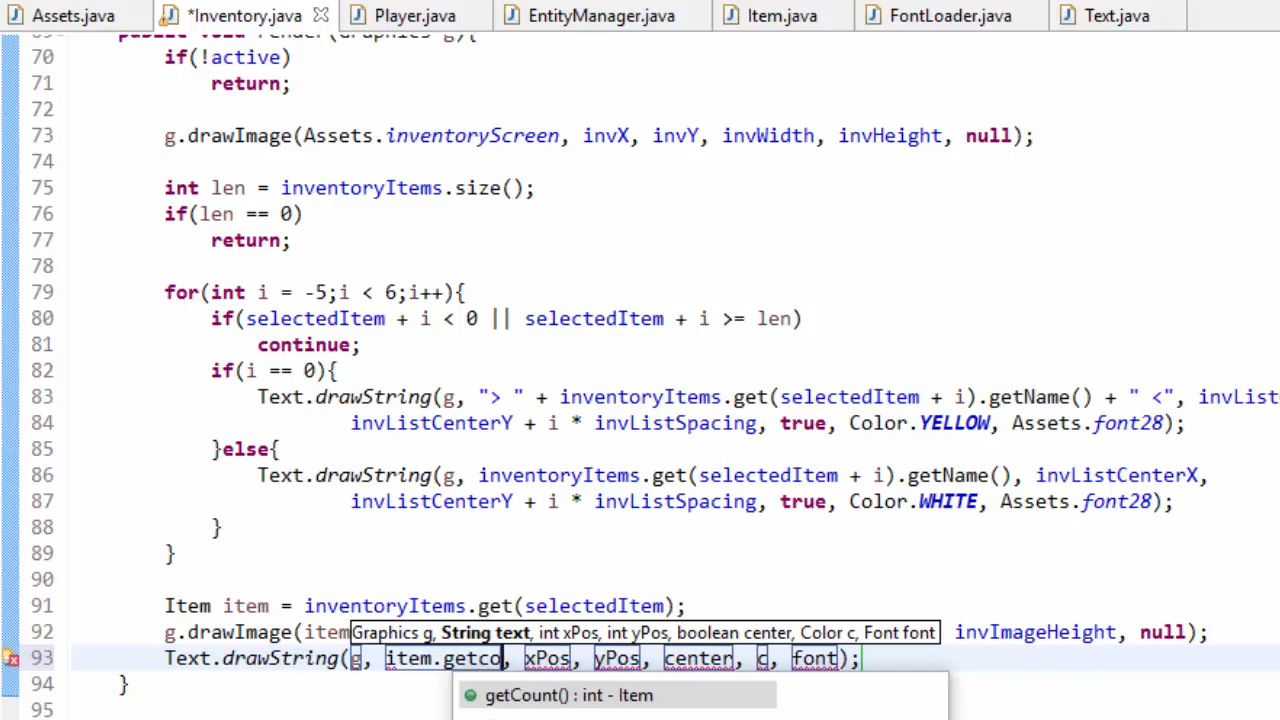 Assets.java *Inventory.java Player.java EntityManager.java Item.java FontLoader.java Text.java
public void render(Graphics g){
70 if(!active)
71 return;
72
73 g.drawImage(Assets.inventoryScreen, invX, invY, invWidth, invHeight, null);
74
75 int len = inventoryItems.size();
76 if(len == 0)
77 return;
78
79 for(int i = -5;i < 6;i++){
80 if(selectedItem + i < 0 || selectedItem + i >= len)
81 continue;
82 if(i == 0){
83 Text.drawString(g, "> " + inventoryItems.get(selectedItem + i).getName() + " <", invList
84 invListCenterY + i * invListSpacing, true, Color.YELLOW, Assets.font28);
85 }else{
86 Text.drawString(g, inventoryItems.get(selectedItem + i).getName(), invListCenterX,
87 invListCenterY + i * invListSpacing, true, Color.WHITE, Assets.font28);
88 }
89 }
90
91 Item item = inventoryItems.get(selectedItem);
92 g.drawImage(item Graphics g, String text, int xPos, int yPos, boolean center, Color c, Font font invImageHeight, null);
93 Text.drawString(g, item.getco, xPos, yPos, center, c, font);
94 }
getCount() : int - Item
95